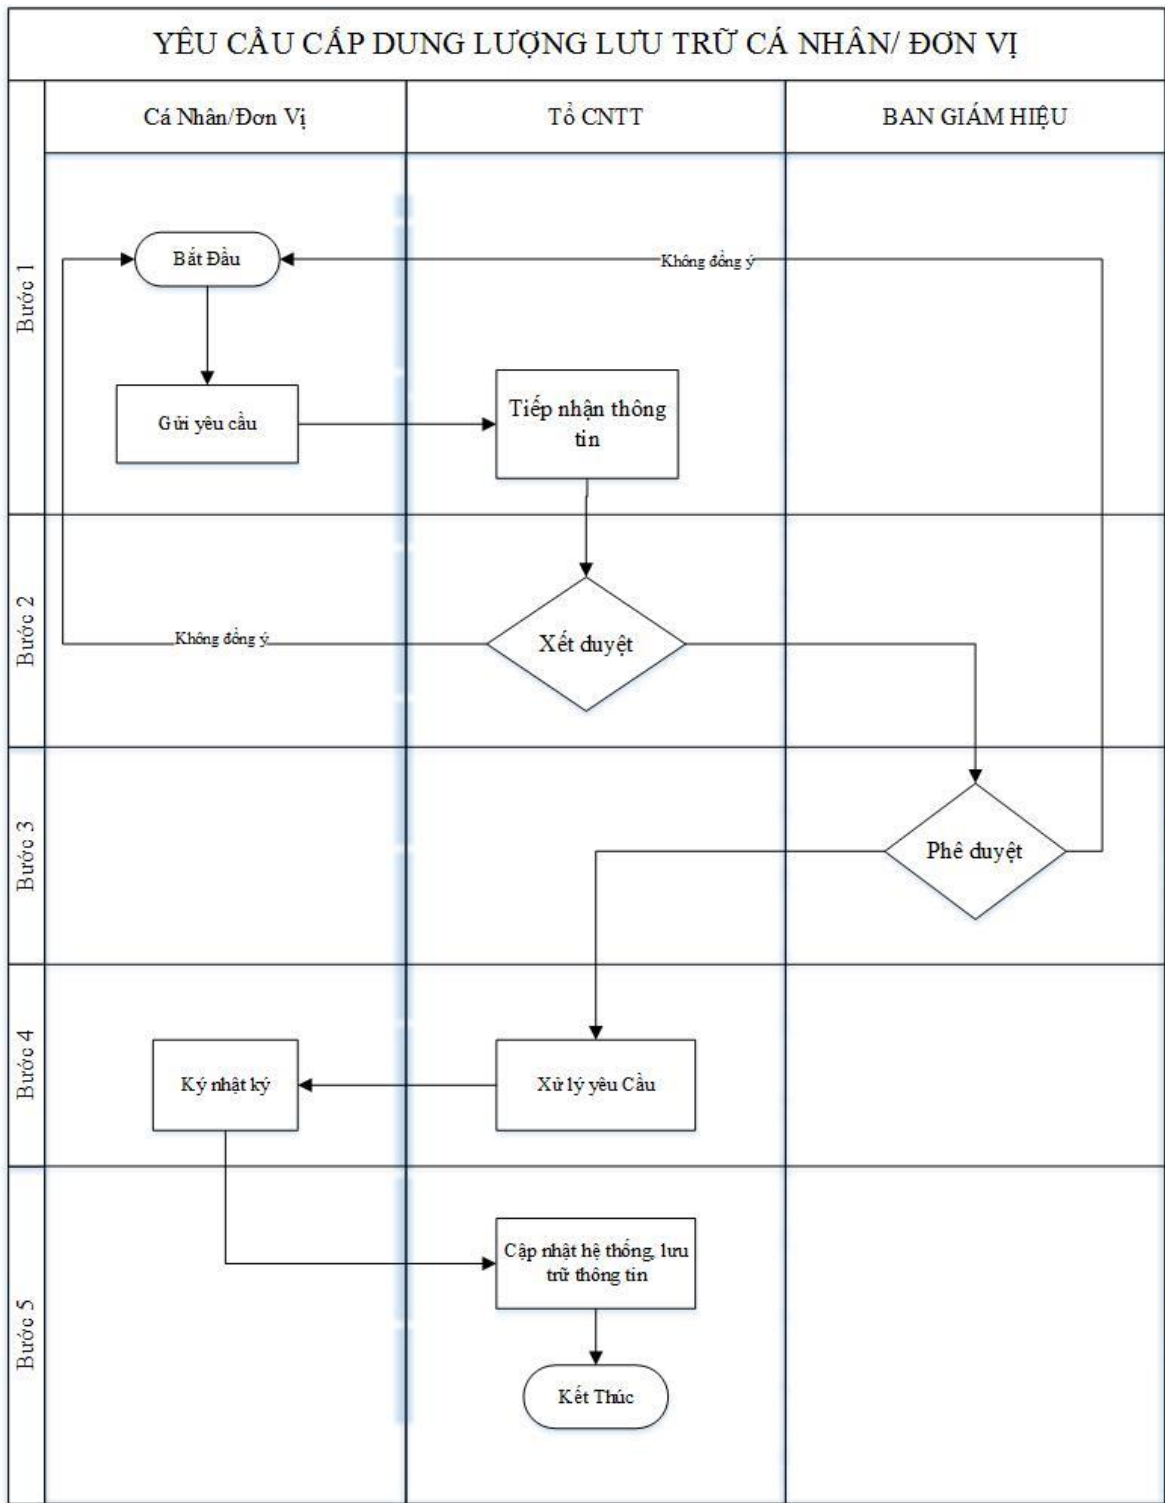 YÊU CẦU CẤP DUNG LƯỢNG LƯU TRỮ CÁ NHÂN/ ĐƠN VỊ
Cá Nhân/Đơn Vị
Tổ CNTT
BAN GIÁM HIỆU
Bước 1
Bắt Đầu
Không đồng ý
Gửi yêu cầu
Tiếp nhận thông
tin
Bước 2
Không đồng ý
Xét duyệt
Bước 3
Phê duyệt
Bước 4
Ký nhật ký
Xử lý yêu Cầu
Bước 5
Cập nhật hệ thống, lưu
trữ thông tin
Kết Thúc